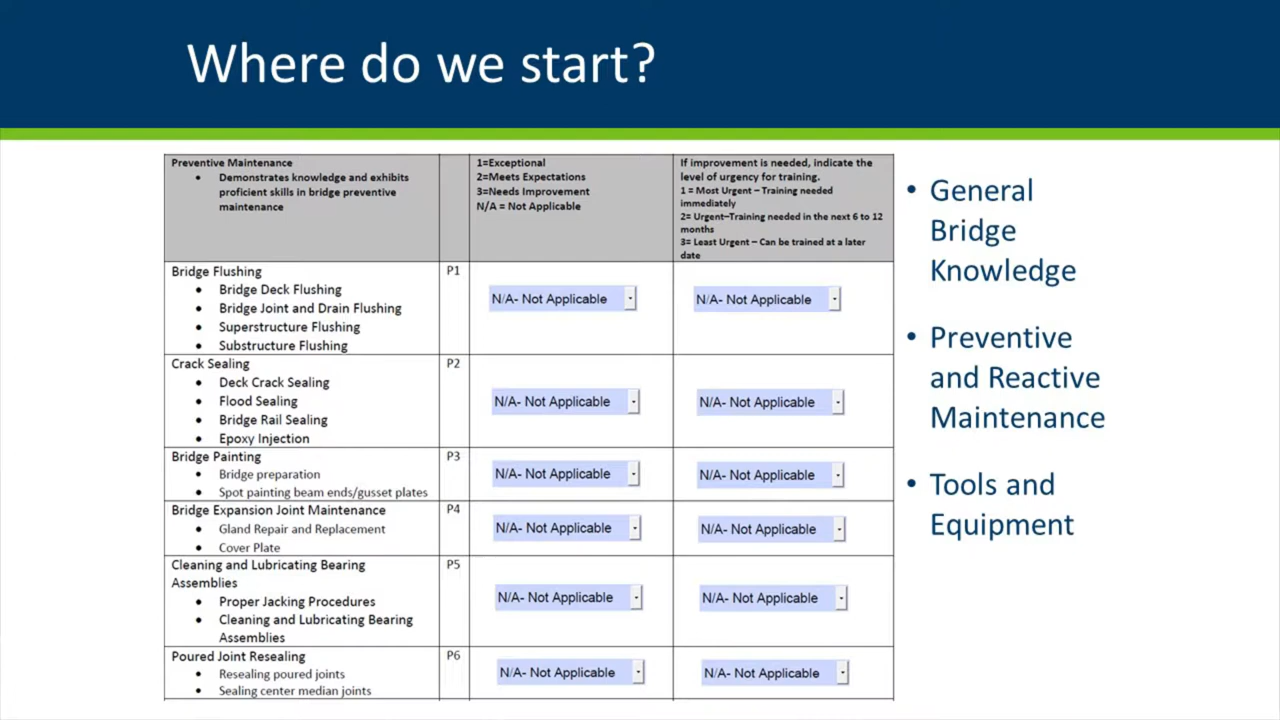 Where do we start?
Preventive Maintenance
• Demonstrates knowledge and exhibits
proficient skills in bridge preventive
maintenance
1=Exceptional
2=Meets Expectations
3=Needs Improvement
N/A = Not Applicable
If improvement is needed, indicate the
level of urgency for training.
1 = Most Urgent – Training needed
immediately
2= Urgent–Training needed in the next 6 to 12
months
3= Least Urgent – Can be trained at a later
date
Bridge Flushing
• Bridge Deck Flushing
• Bridge Joint and Drain Flushing
• Superstructure Flushing
• Substructure Flushing
P1
N/A- Not Applicable
N/A- Not Applicable
Crack Sealing
• Deck Crack Sealing
• Flood Sealing
• Bridge Rail Sealing
• Epoxy Injection
P2
N/A- Not Applicable
N/A- Not Applicable
Bridge Painting
• Bridge preparation
• Spot painting beam ends/gusset plates
P3
N/A- Not Applicable
N/A- Not Applicable
Bridge Expansion Joint Maintenance
• Gland Repair and Replacement
• Cover Plate
P4
N/A- Not Applicable
N/A- Not Applicable
Cleaning and Lubricating Bearing
Assemblies
• Proper Jacking Procedures
• Cleaning and Lubricating Bearing
Assemblies
P5
N/A- Not Applicable
N/A- Not Applicable
Poured Joint Resealing
• Resealing poured joints
• Sealing center median joints
P6
N/A- Not Applicable
N/A- Not Applicable
• General
Bridge
Knowledge
• Preventive
and Reactive
Maintenance
• Tools and
Equipment